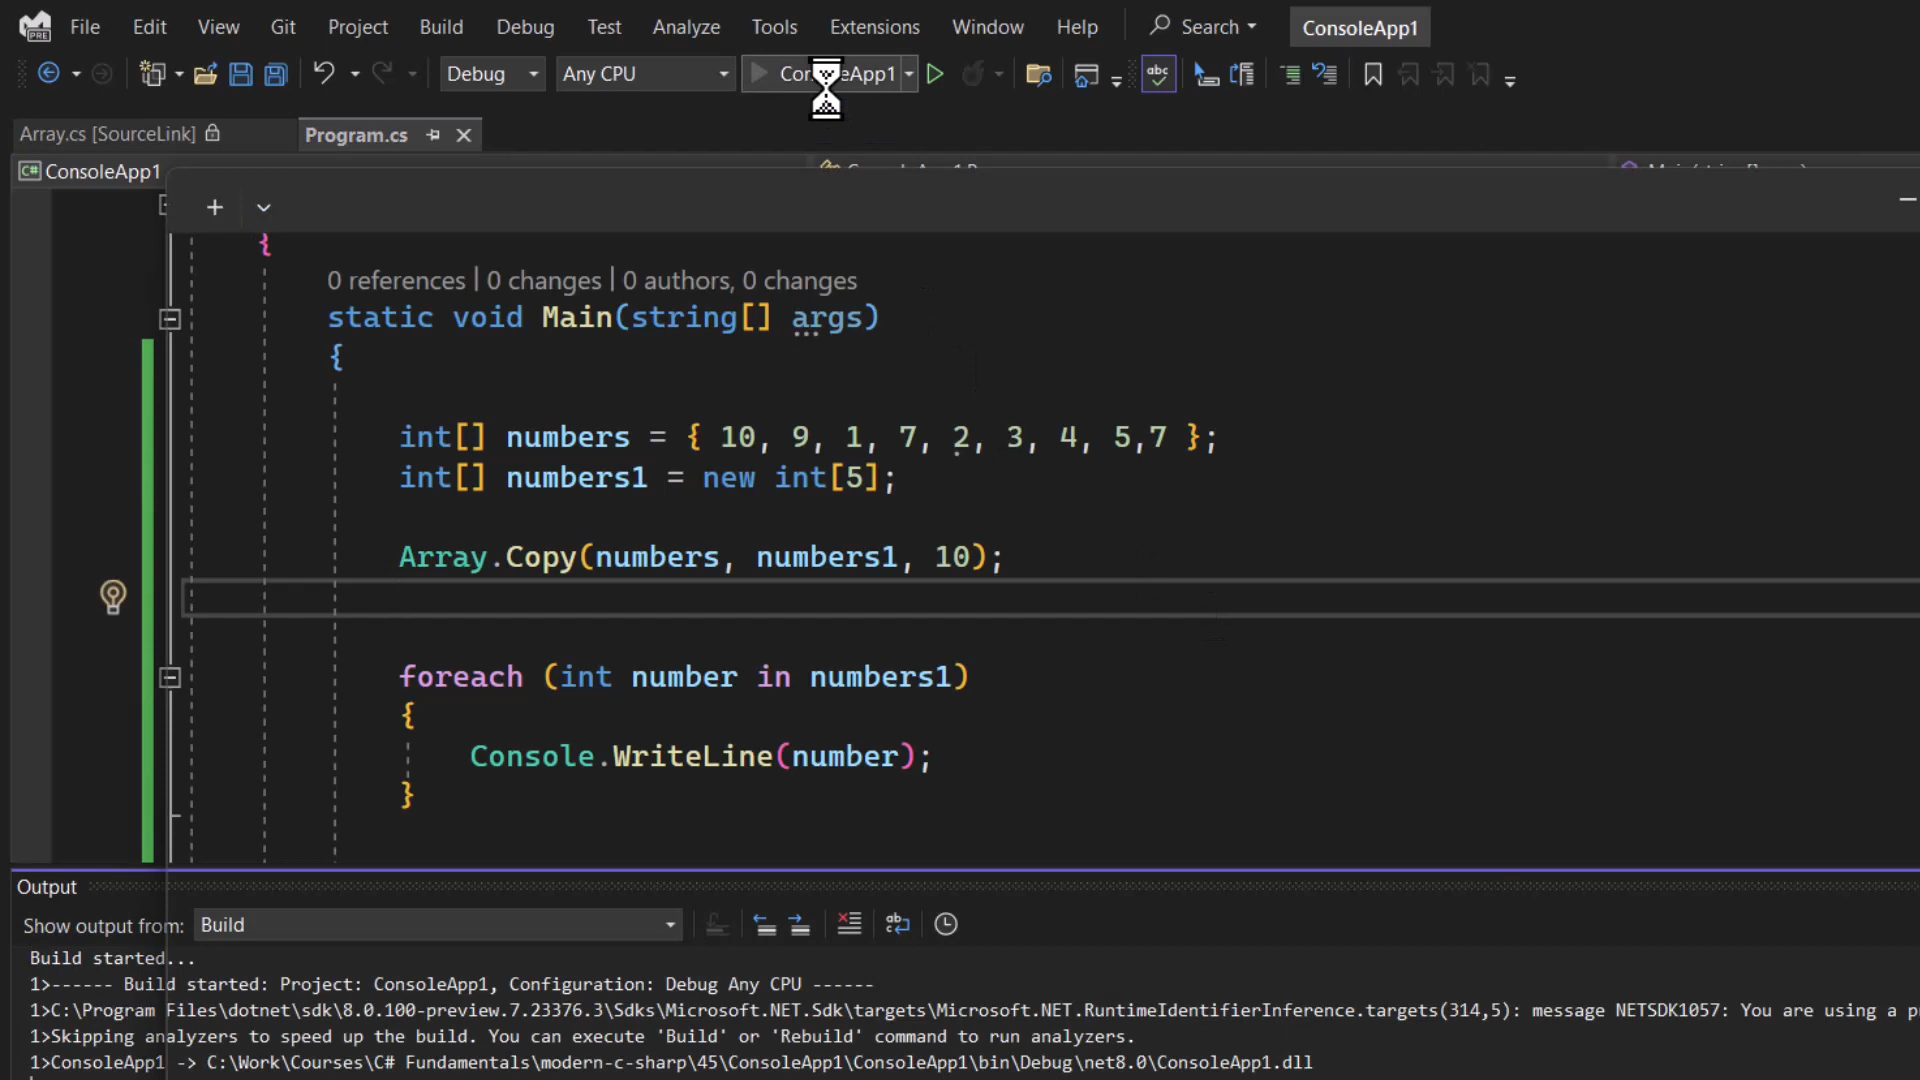 File Edit View Git Project Build Debug Test Analyze Tools Extensions Window Help Search ConsoleApp1
PRE
Debug Any CPU ConsoleApp1 abc
Array.cs [SourceLink] Program.cs
C# ConsoleApp1
0 references | 0 changes | 0 authors, 0 changes
{
static void Main(string[] args)
{
int[] numbers = { 10, 9, 1, 7, 2, 3, 4, 5,7 };
int[] numbers1 = new int[5];
Array.Copy(numbers, numbers1, 10);
foreach (int number in numbers1)
{
Console.WriteLine(number);
}
Output
Show output from: Build
Build started...
1>------ Build started: Project: ConsoleApp1, Configuration: Debug Any CPU ------
1>C:\Program Files\dotnet\sdk\8.0.100-preview.7.23376.3\Sdks\Microsoft.NET.Sdk\targets\Microsoft.NET.RuntimeIdentifierInference.targets(314,5): message NETSDK1057: You are using a p
1>Skipping analyzers to speed up the build. You can execute 'Build' or 'Rebuild' command to run analyzers.
1>ConsoleApp1 -> C:\Work\Courses\C# Fundamentals\modern-c-sharp\45\ConsoleApp1\ConsoleApp1\bin\Debug\net8.0\ConsoleApp1.dll